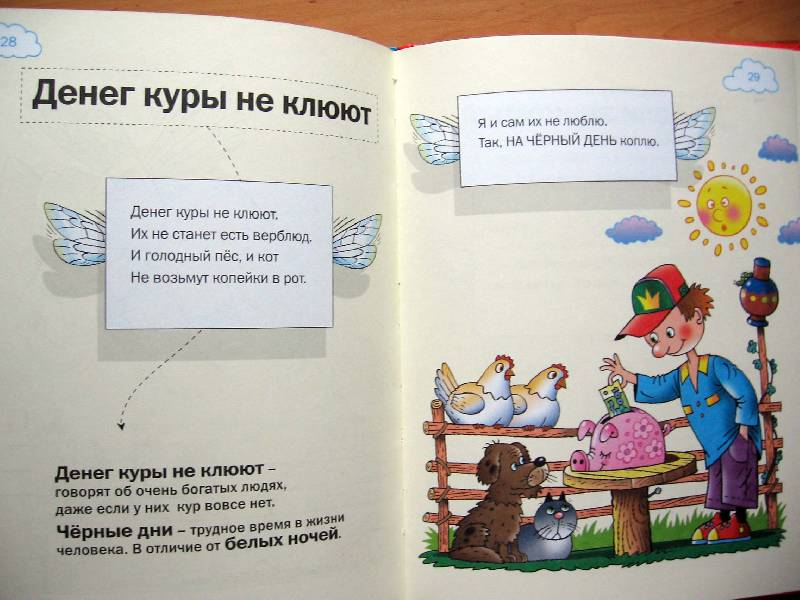 28
Денег куры не клюют
Денег куры не клюют.
Их не станет есть верблюд.
И голодный пёс, и кот
Не возьмут копейки в рот.
Денег куры не клюют –
говорят об очень богатых людях,
даже если у них кур вовсе нет.
Чёрные дни – трудное время в жизни
человека. В отличие от белых ночей.
29
Я и сам их не люблю.
Так, НА ЧЁРНЫЙ ДЕНЬ коплю.